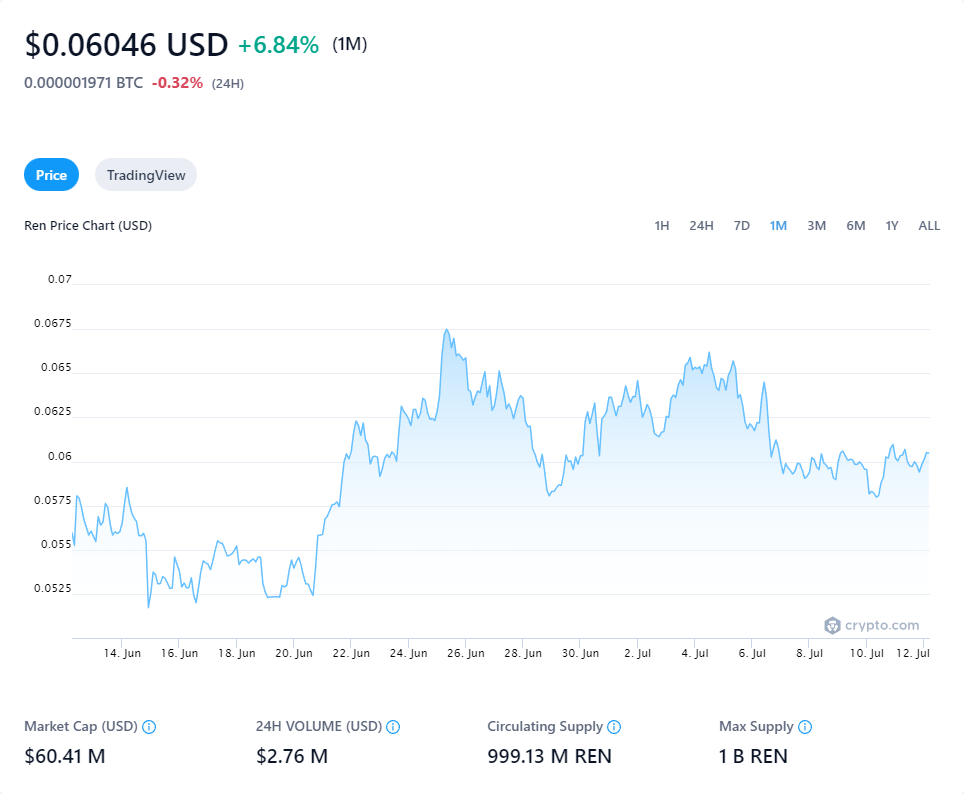 $0.06046 USD +6.84% (1M)
0.000001971 BTC -0.32% (24H)
Price TradingView
Ren Price Chart (USD) 1H 24H 7D 1M 3M 6M 1Y ALL
0.07
0.0675
0.065
0.0625
0.06
0.0575
0.055
0.0525
crypto.com
14. Jun 16. Jun 18. Jun 20. Jun 22. Jun 24. Jun 26. Jun 28. Jun 30. Jun 2. Jul 4. Jul 6. Jul 8. Jul 10. Jul 12. Jul
Market Cap (USD) 24H VOLUME (USD) Circulating Supply Max Supply
$60.41 M $2.76 M 999.13 M REN 1 B REN